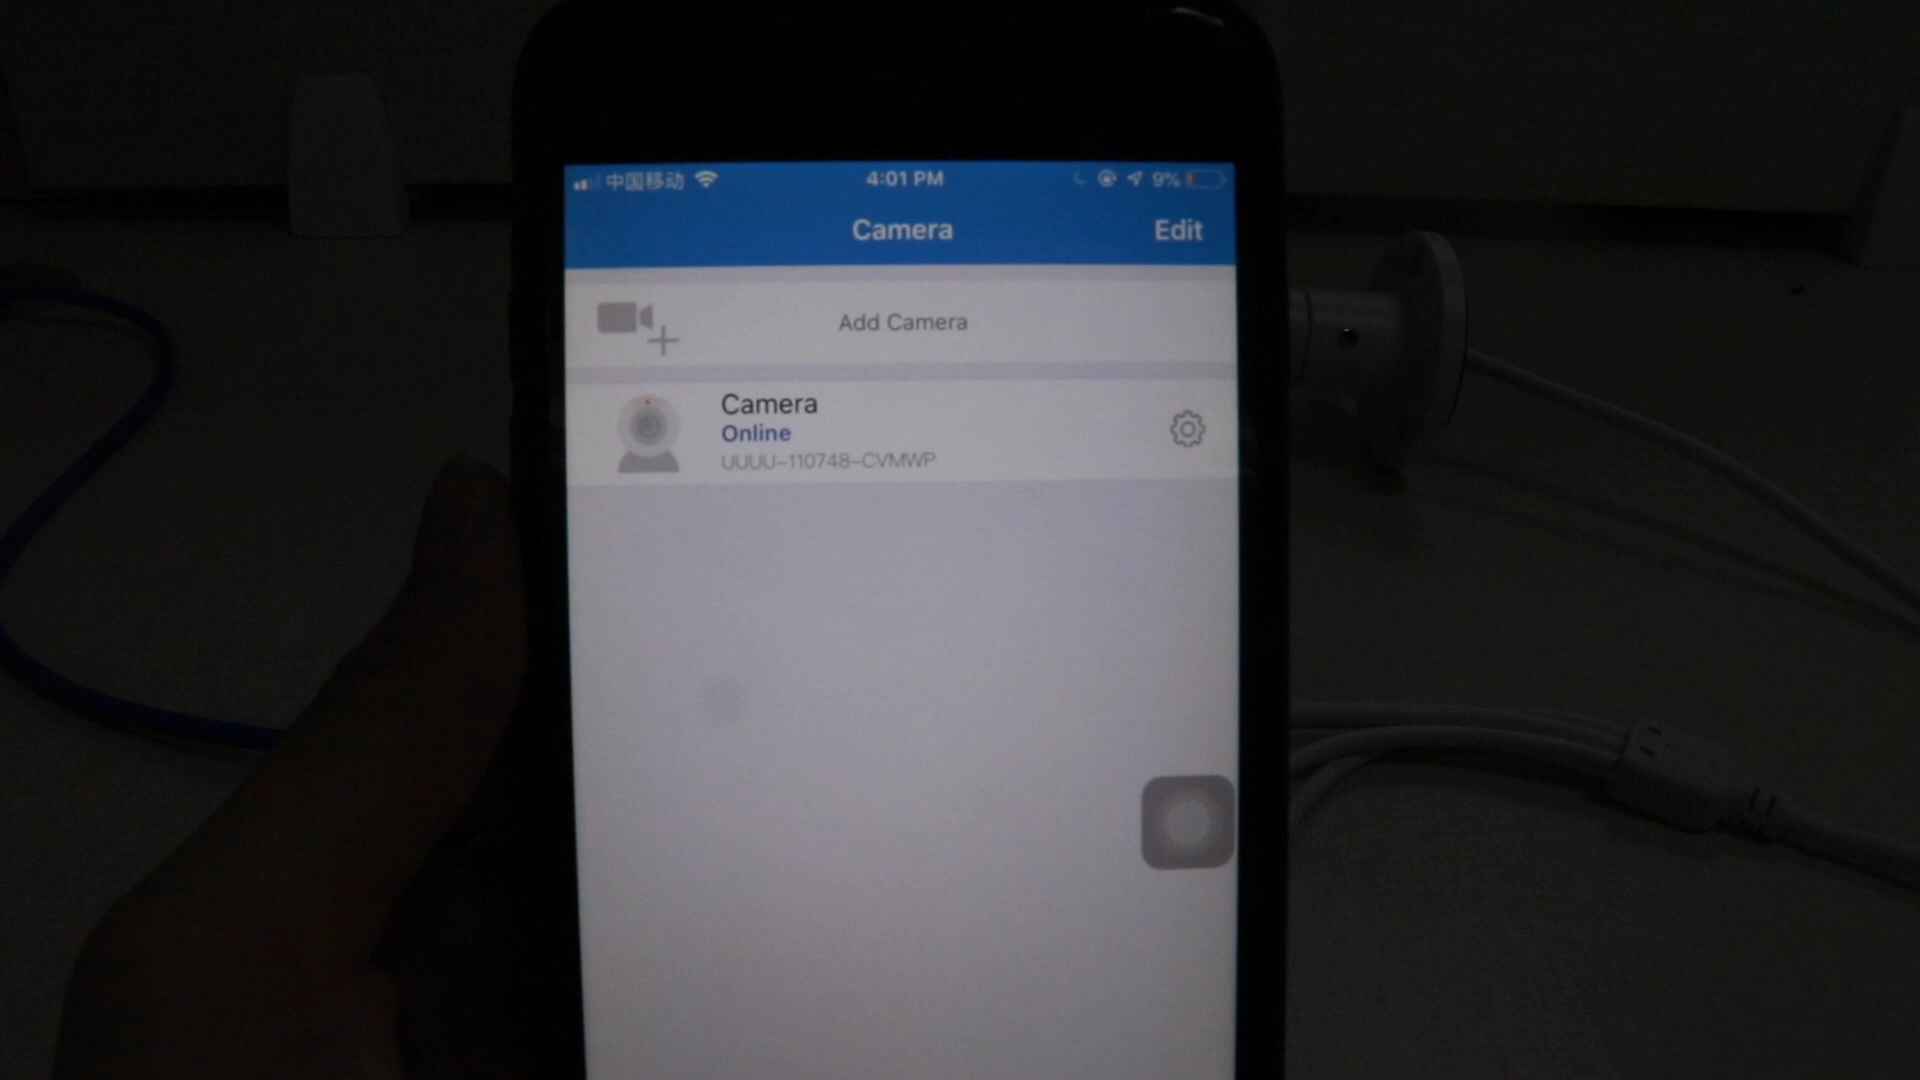 中国移动 4:01 PM 9%
Camera Edit
Add Camera
Camera
Online
UUUU-110748-CVMWP